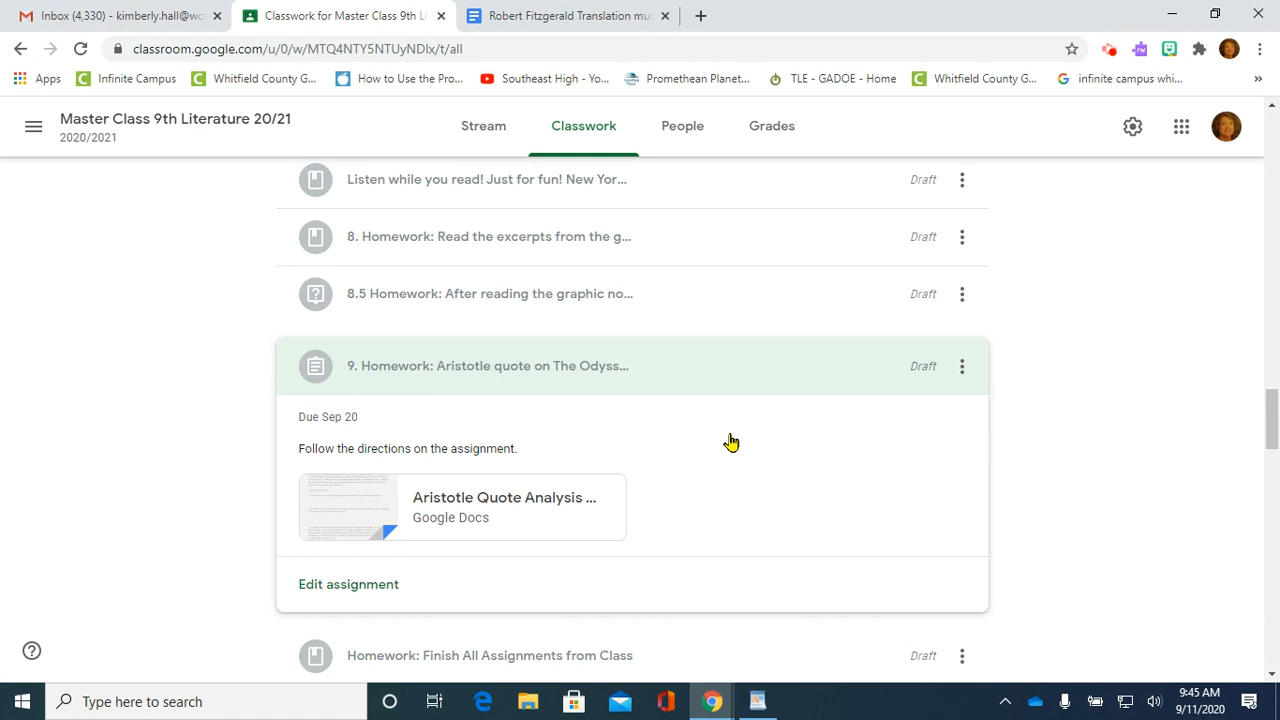 Inbox (4,330) - kimberly.hall@wc
Classwork for Master Class 9th Li
Robert Fitzgerald Translation mu
classroom.google.com/u/0/w/MTQ4NTY5NTUyNDIx/t/all
Apps
Infinite Campus
Whitfield County G...
How to Use the Pro...
Southeast High - Yo...
Promethean Planet...
TLE - GADOE - Home
Whitfield County G...
infinite campus whi...
»
Master Class 9th Literature 20/21
2020/2021
Stream
Classwork
People
Grades
Listen while you read! Just for fun! New Yor...
Draft
8. Homework: Read the excerpts from the g...
Draft
8.5 Homework: After reading the graphic no...
Draft
9. Homework: Aristotle quote on The Odyss...
Draft
Due Sep 20
Follow the directions on the assignment.
Aristotle Quote Analysis ...
Google Docs
Edit assignment
Homework: Finish All Assignments from Class
Draft
Type here to search
9:45 AM
9/11/2020